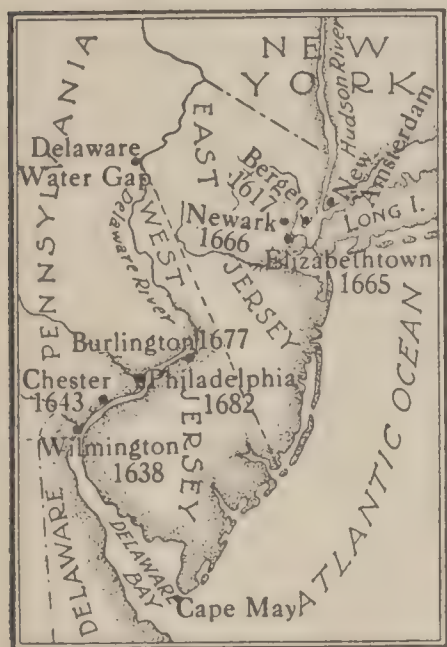 NEW
YORK
Hudson River
PENNSYLVANIA
EAST
JERSEY
Delaware
Water Gap
Bergen
1617
New
Amsterdam
LONG I.
Newark
1666
Elizabethtown
1665
WEST
JERSEY
Delaware River
Burlington 1677
Chester
1643
Philadelphia
1682
Wilmington
1638
DELAWARE
DELAWARE
BAY
Cape May
ATLANTIC OCEAN